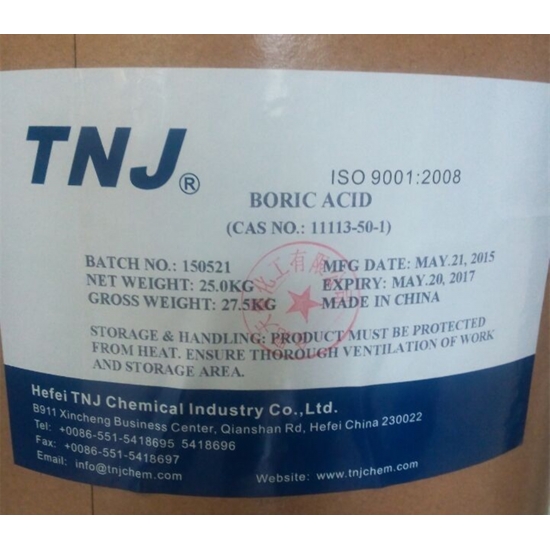 TNJ®
ISO 9001:2008
BORIC ACID
(CAS NO.: 11113-50-1)
BATCH NO.: 150521 MFG DATE: MAY.21, 2015
NET WEIGHT: 25.0KG EXPIRY: MAY.20, 2017
GROSS WEIGHT: 27.5KG MADE IN CHINA
STORAGE & HANDLING: PRODUCT MUST BE PROTECTED
FROM HEAT. ENSURE THOROUGH VENTILATION OF WORK
AND STORAGE AREA.
化工有限
Hefei TNJ Chemical Industry Co.,Ltd.
B911 Xincheng Business Center, Qianshan Rd, Hefei China 230022
Tel: +0086-551-5418695 5418696
Fax: +0086-551-5418697
Email: info@tnjchem.com Website: www.tnjchem.com